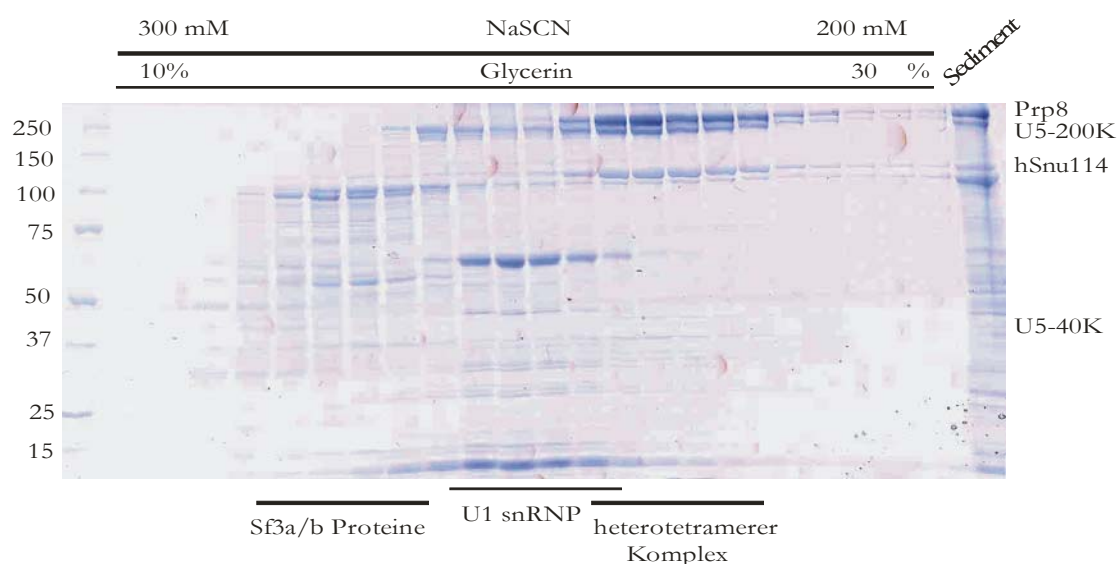 300 mM NaSCN 200 mM
10% Glycerin 30 %
Sediment
Prp8
250
U5-200K
150
hSnu114
100
75
50
U5-40K
37
25
15
Sf3a/b Proteine
U1 snRNP
heterotetramerer
Komplex